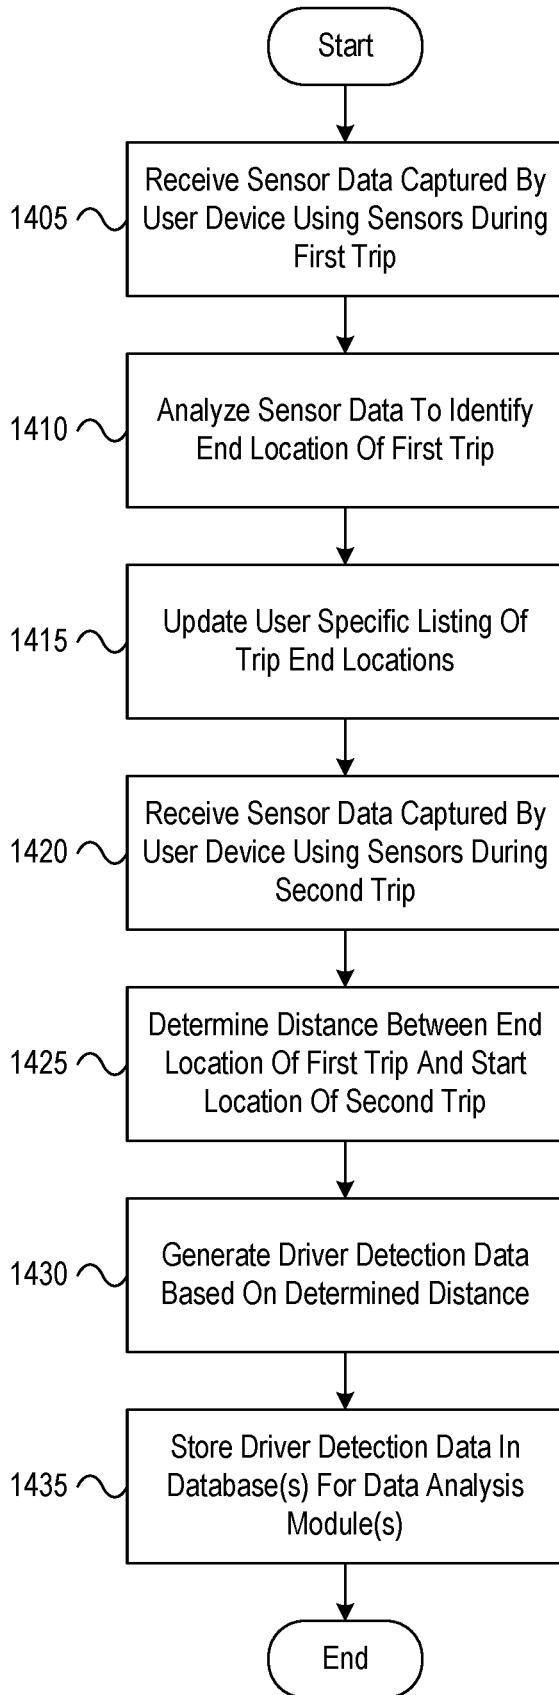 Start
1405
Receive Sensor Data Captured By
User Device Using Sensors During
First Trip
1410
Analyze Sensor Data To Identify
End Location Of First Trip
1415
Update User Specific Listing Of
Trip End Locations
1420
Receive Sensor Data Captured By
User Device Using Sensors During
Second Trip
1425
Determine Distance Between End
Location Of First Trip And Start
Location Of Second Trip
1430
Generate Driver Detection Data
Based On Determined Distance
1435
Store Driver Detection Data In
Database(s) For Data Analysis
Module(s)
End